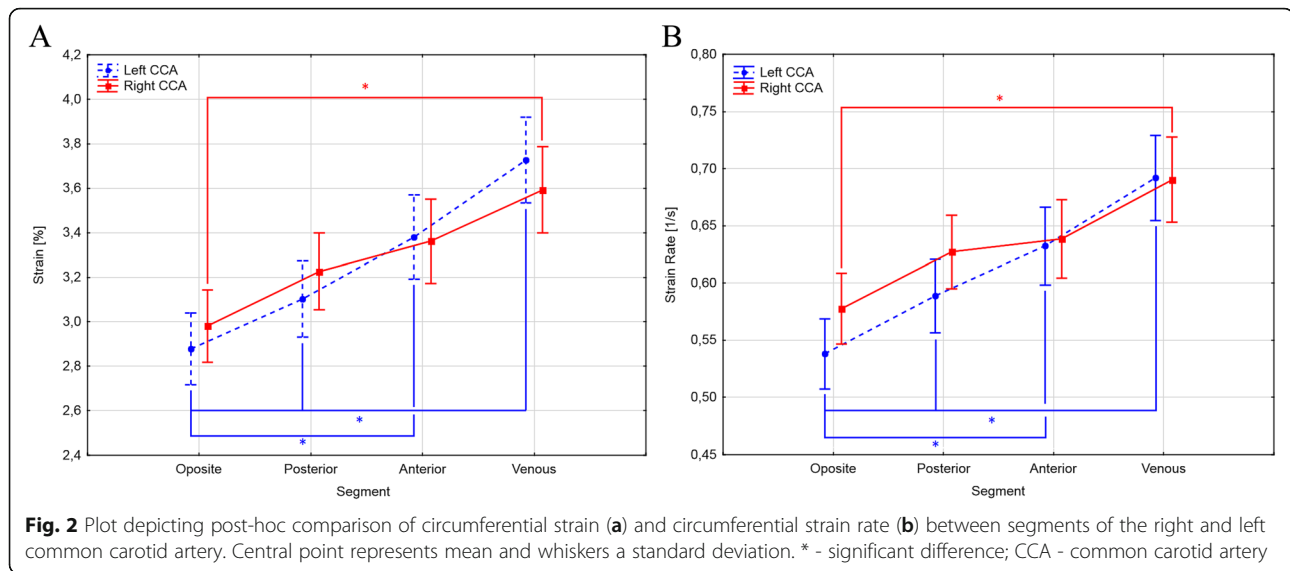 A
B
4,2
4,0
3,8
3,6
3,4
3,2
3,0
2,8
2,6
2,4
Strain [%]
Left CCA
Right CCA
*
*
*
Oposite Posterior Anterior Venous
Segment
0,80
0,75
0,70
0,65
0,60
0,55
0,50
0,45
Strain Rate [1/s]
Left CCA
Right CCA
*
*
*
Oposite Posterior Anterior Venous
Segment
Fig. 2 Plot depicting post-hoc comparison of circumferential strain (a) and circumferential strain rate (b) between segments of the right and left
common carotid artery. Central point represents mean and whiskers a standard deviation. * - significant difference; CCA - common carotid artery